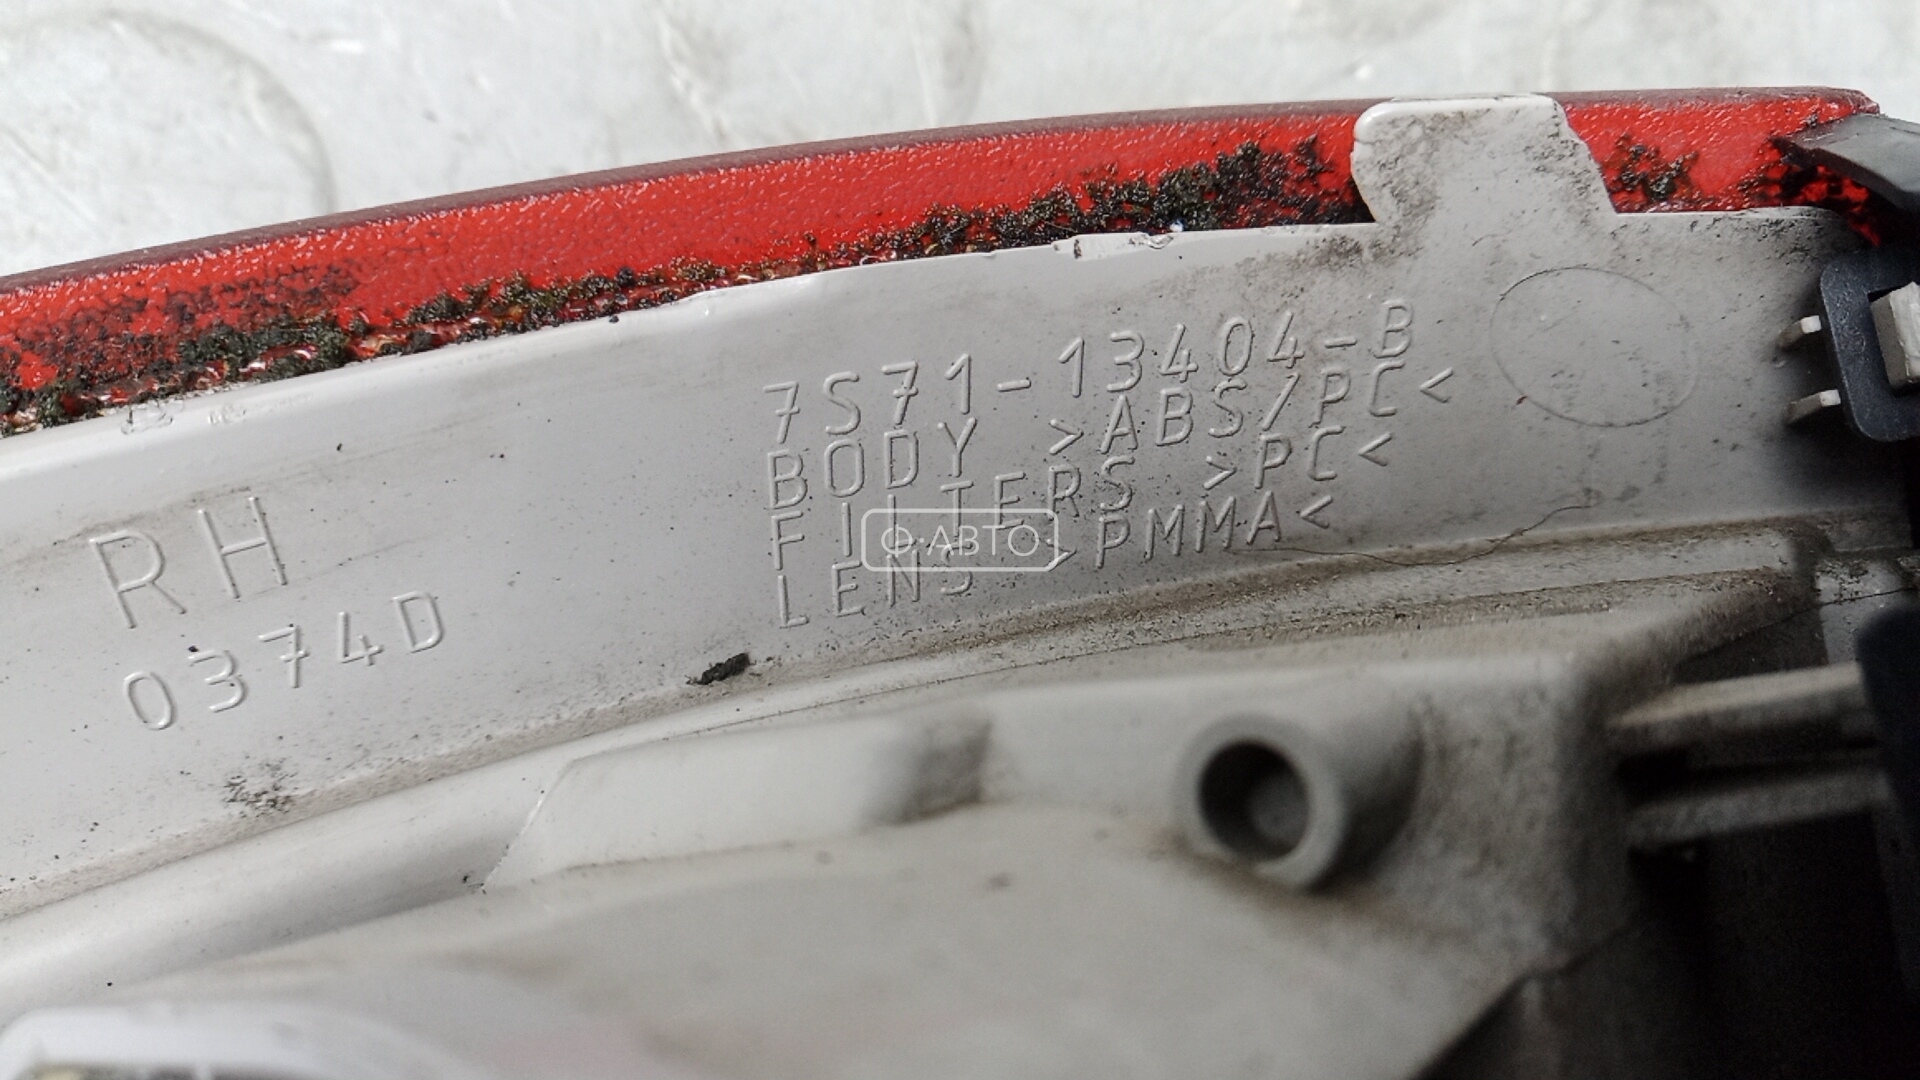 7S71-13404-B
BODY >ABS/PC<
FILTERS >PC<
LENS >PMMA<
RH
0374D
Ф·АВТО